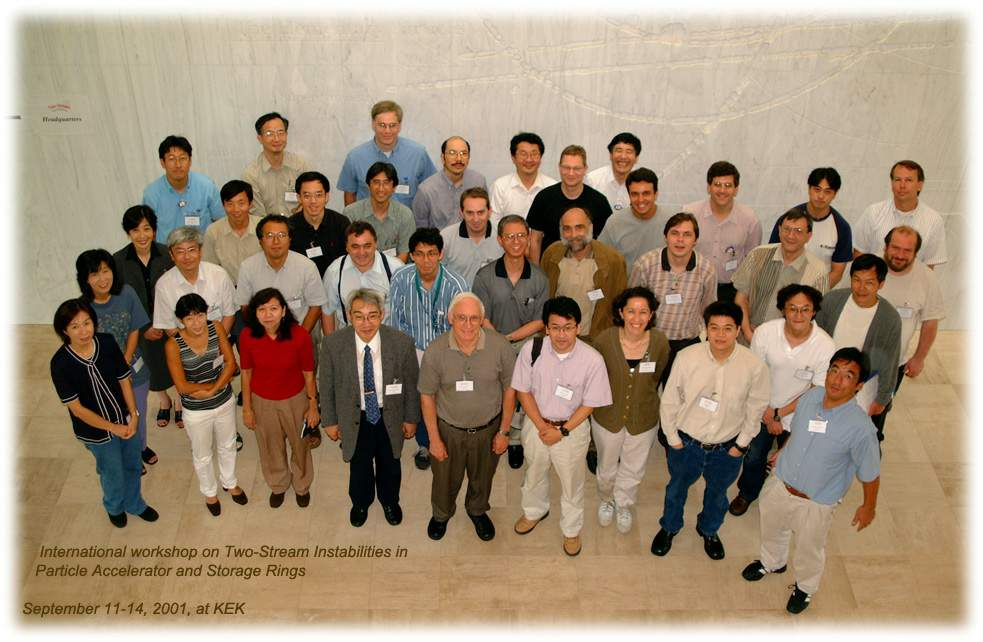 Headquarters
International workshop on Two-Stream Instabilities in
Particle Accelerator and Storage Rings
September 11-14, 2001, at KEK